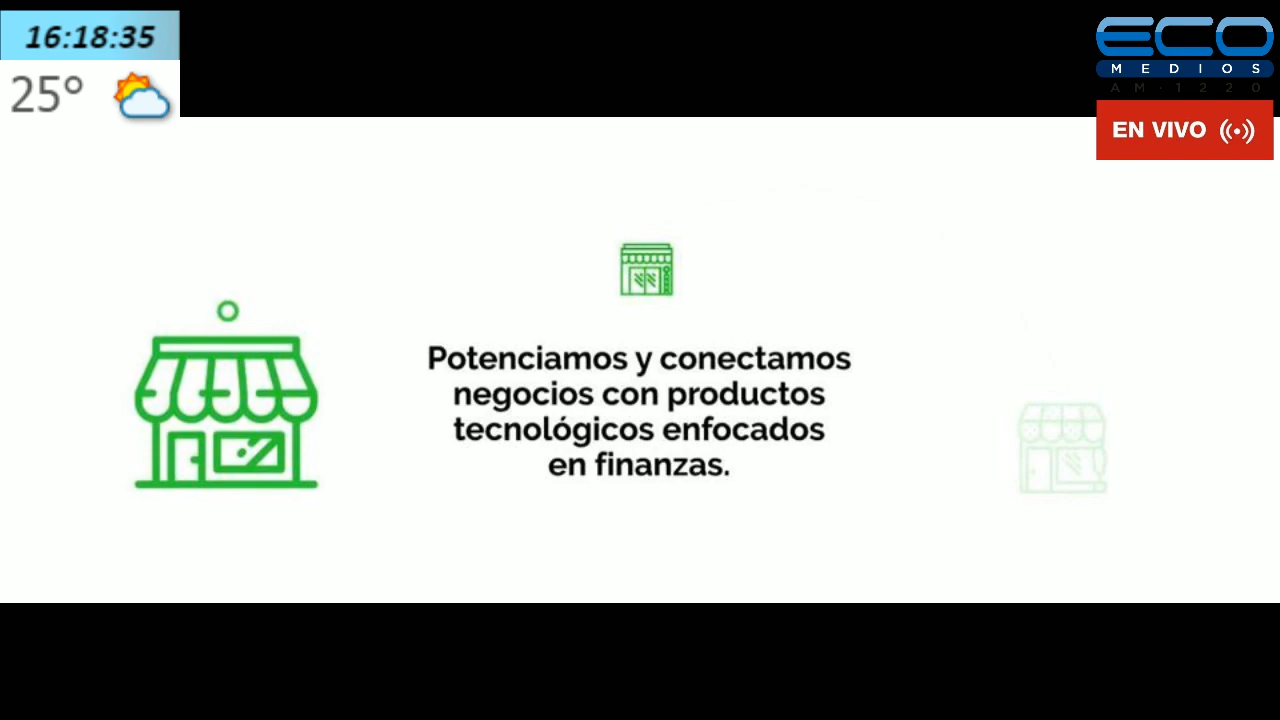 16:18:35
25°
ECO
MEDIOS
AM·1220
EN VIVO
Potenciamos y conectamos
negocios con productos
tecnológicos enfocados
en finanzas.